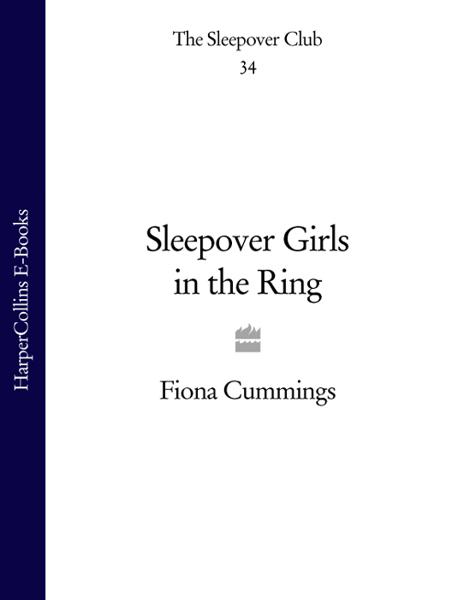 The Sleepover Club
34
Sleepover Girls
in the Ring
Fiona Cummings
HarperCollins E-Books